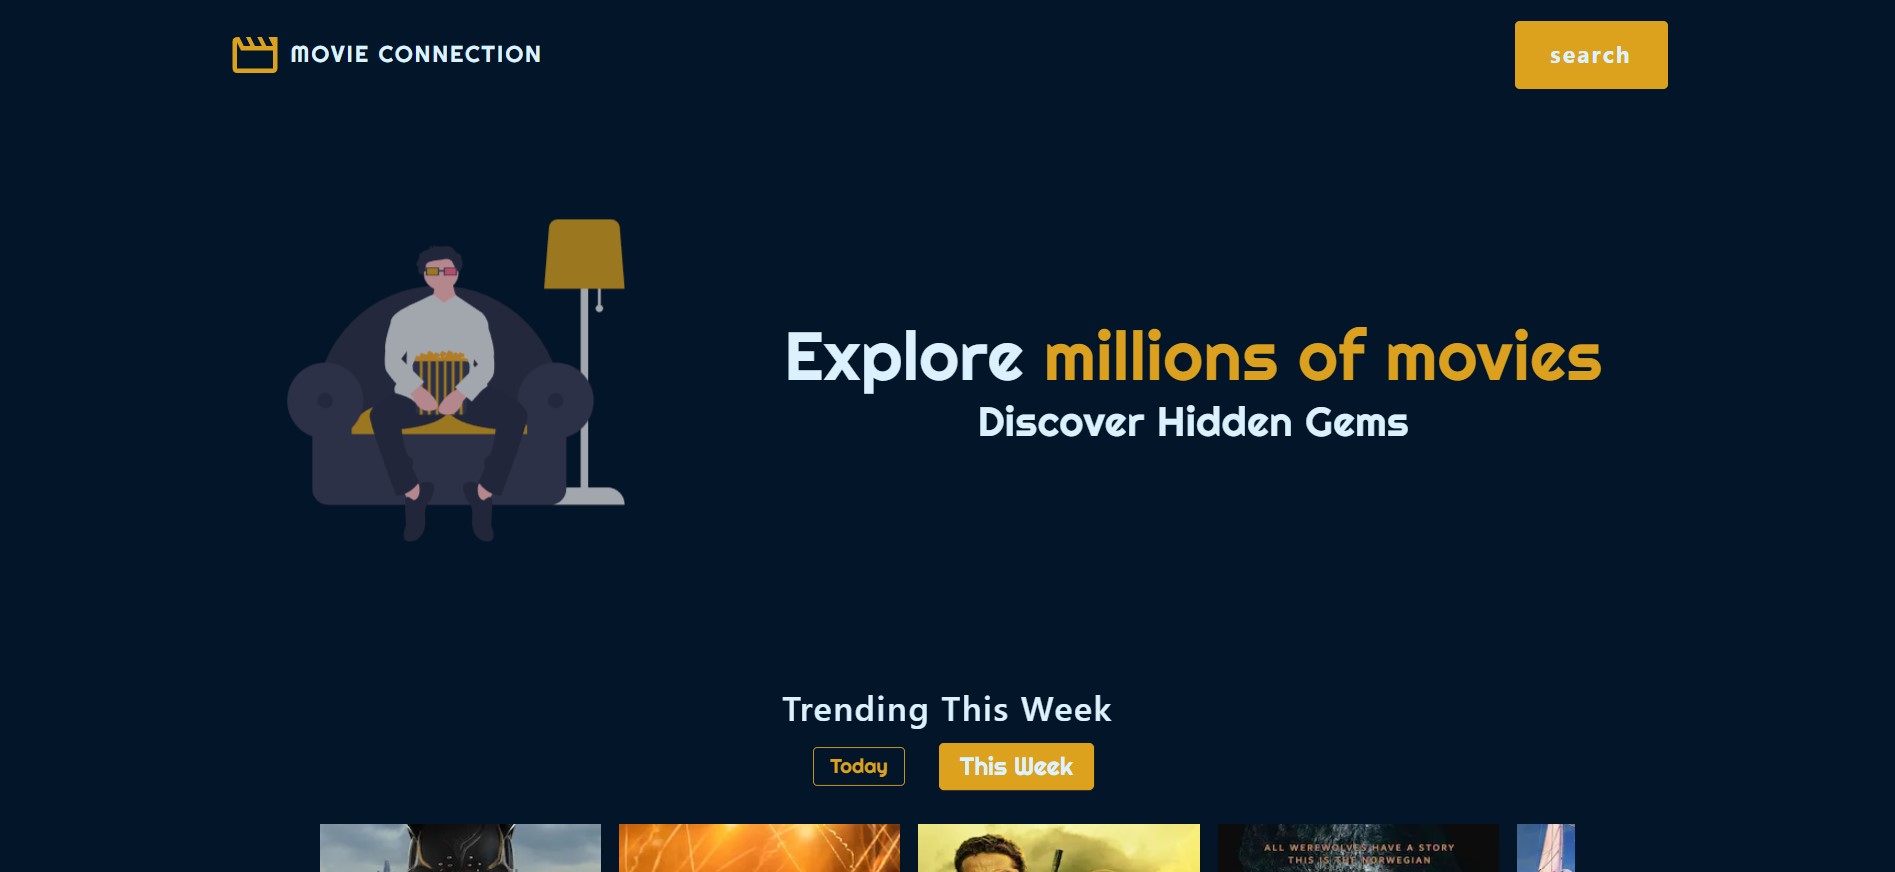 MOVIE CONNECTION
search
Explore millions of movies
Discover Hidden Gems
Trending This Week
Today
This Week
ALL WEREWOLVES HAVE A STORY
THIS IS THE NORWEGIAN